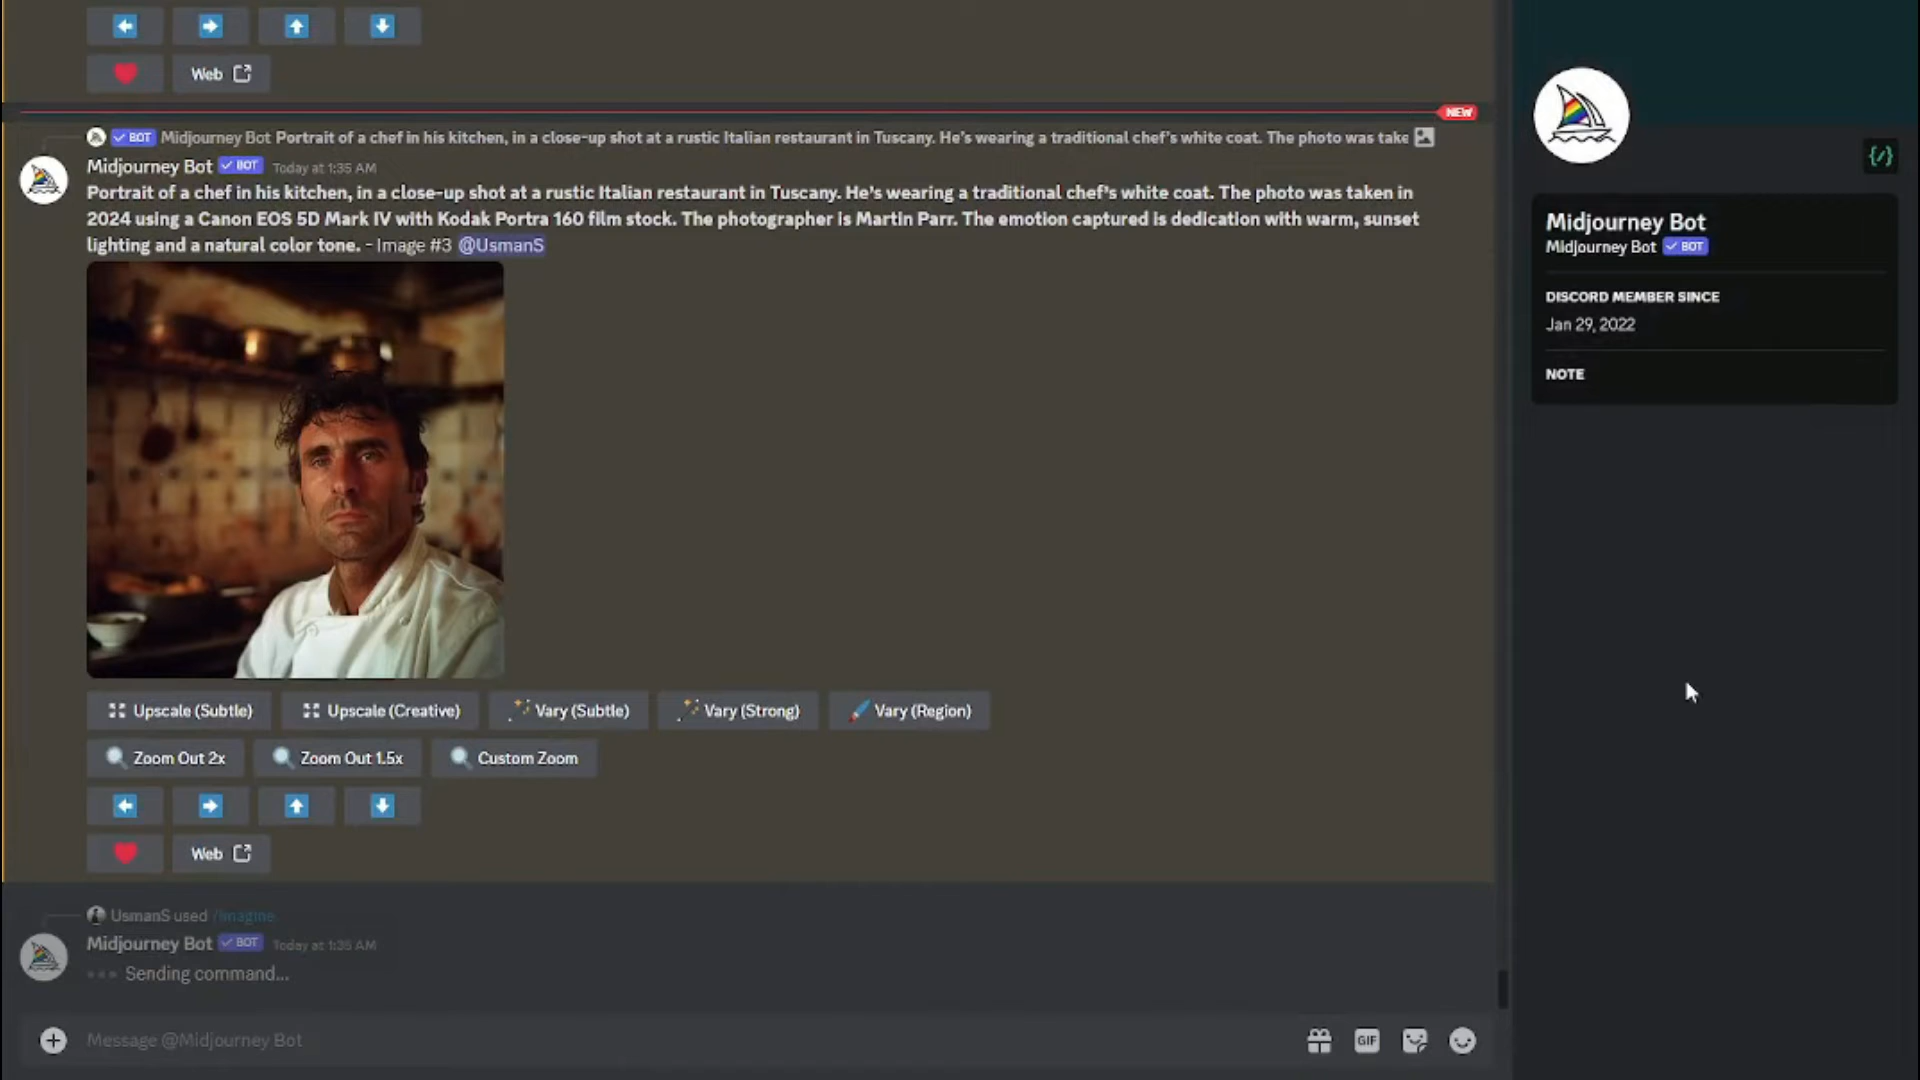 Web
NEW
BOT Midjourney Bot Portrait of a chef in his kitchen, in a close-up shot at a rustic Italian restaurant in Tuscany. He's wearing a traditional chef's white coat. The photo was take
Midjourney Bot BOT Today at 1:35 AM
Portrait of a chef in his kitchen, in a close-up shot at a rustic Italian restaurant in Tuscany. He's wearing a traditional chef's white coat. The photo was taken in
2024 using a Canon EOS 5D Mark IV with Kodak Portra 160 film stock. The photographer is Martin Parr. The emotion captured is dedication with warm, sunset
lighting and a natural color tone. - Image #3 @UsmanS
Upscale (Subtle) Upscale (Creative) Vary (Subtle) Vary (Strong) Vary (Region)
Zoom Out 2x Zoom Out 1.5x Custom Zoom
Web
UsmanS used /imagine
Midjourney Bot BOT Today at 1:35 AM
Sending command...
Message @Midjourney Bot
GIF
Midjourney Bot
Midjourney Bot BOT
DISCORD MEMBER SINCE
Jan 29, 2022
NOTE